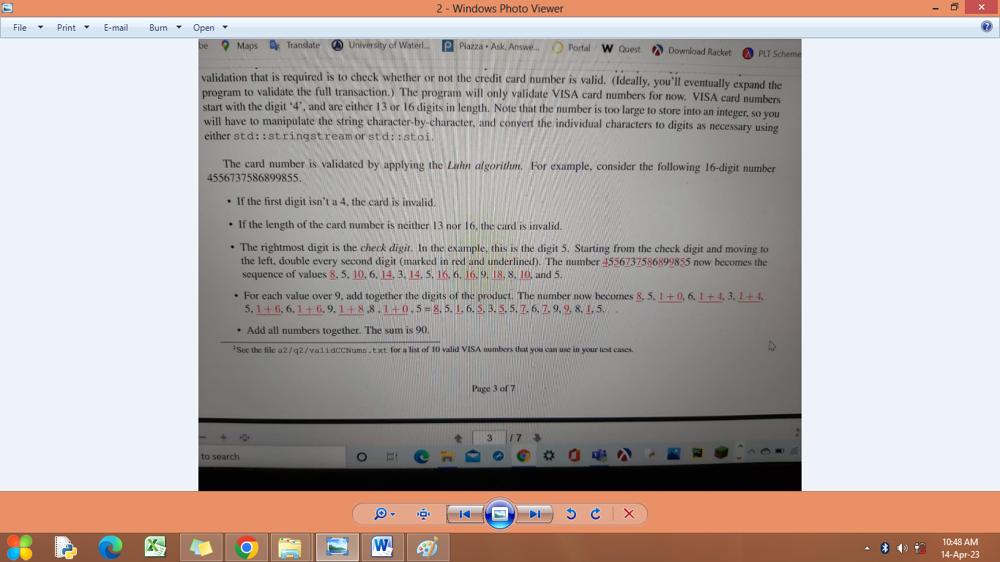 2 - Windows Photo Viewer
File Print E-mail Burn Open
be Maps Translate University of Waterl... Piazza • Ask, Answe... Portal Quest Download Racket PLT Scheme
validation that is required is to check whether or not the credit card number is valid. (Ideally, you'll eventually expand the
program to validate the full transaction.) The program will only validate VISA card numbers for now. VISA card numbers
start with the digit '4', and are either 13 or 16 digits in length. Note that the number is too large to store into an integer, so you
will have to manipulate the string character-by-character, and convert the individual characters to digits as necessary using
either std::stringstream or std::stoi.
The card number is validated by applying the Luhn algorithm. For example, consider the following 16-digit number
4556737586899855.
• If the first digit isn't a 4, the card is invalid.
• If the length of the card number is neither 13 nor 16, the card is invalid.
• The rightmost digit is the check digit. In the example, this is the digit 5. Starting from the check digit and moving to
the left, double every second digit (marked in red and underlined). The number 4556737586899855 now becomes the
sequence of values 8, 5, 10, 6, 14, 3, 14, 5, 16, 6, 16, 9, 18, 8, 10, and 5.
• For each value over 9, add together the digits of the product. The number now becomes 8, 5, 1+0, 6, 1+4, 3, 1+4,
5, 1+6, 6, 1+6, 9, 1+8 ,8 , 1+0 , 5 = 8, 5, 1, 6, 5, 3, 5, 5, 7, 6, 7, 9, 9, 8, 1, 5.
• Add all numbers together. The sum is 90.
1See the file a2/q2/validCCNums.txt for a list of 10 valid VISA numbers that you can use in your test cases.
Page 3 of 7
3 / 7
to search
10:48 AM
14-Apr-23